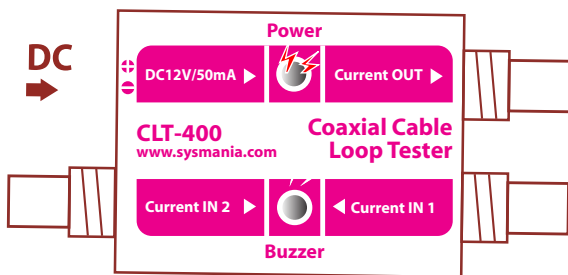 Power
DC
DC12V/50mA ▶
Current OUT ▶
CLT-400
www.sysmania.com
Coaxial Cable
Loop Tester
Current IN 2 ▶
◀ Current IN 1
Buzzer